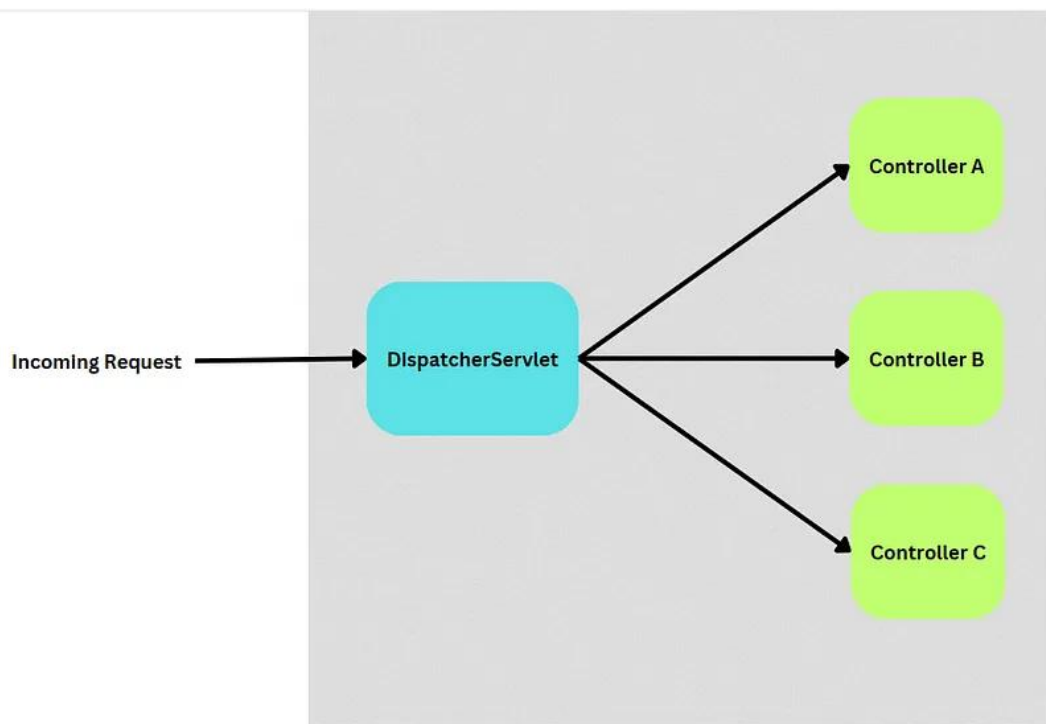 Incoming Request
DIspatcherServlet
Controller A
Controller B
Controller C